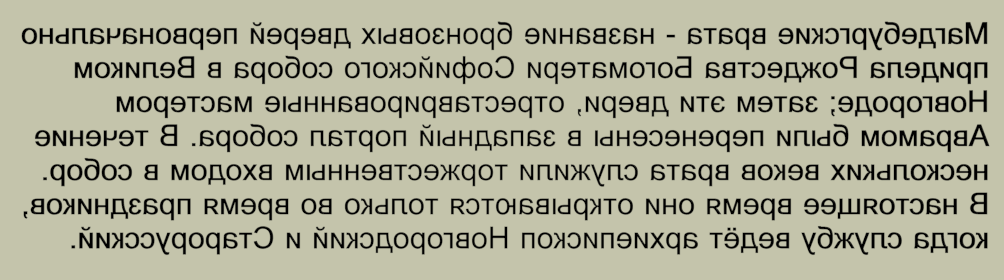 Магдебургские врата - название бронзовых дверей первоначально
придела Рождества Богоматери Софийского собора в Великом
Новгороде; затем эти двери, отреставрированные мастером
Аврамом были перенесены в западный портал собора. В течение
нескольких веков врата служили торжественным входом в собор.
В настоящее время они открываются только во время праздников,
когда службу ведёт архиепископ Новгородский и Старорусский.